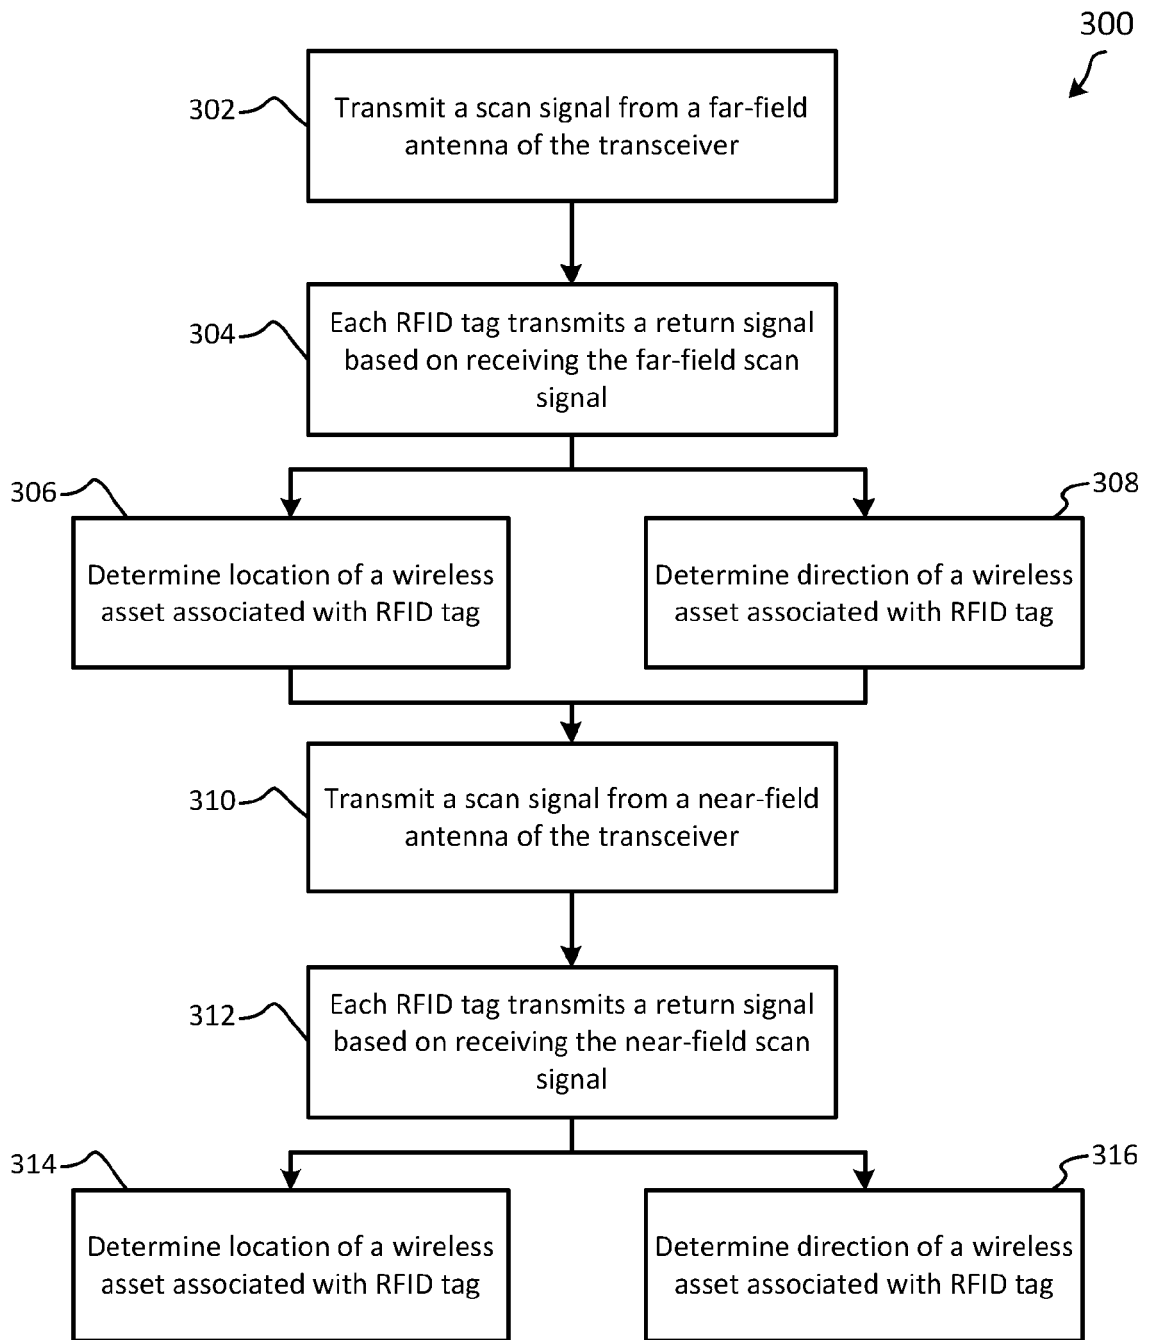 300
302
Transmit a scan signal from a far-field
antenna of the transceiver
304
Each RFID tag transmits a return signal
based on receiving the far-field scan
signal
306
308
Determine location of a wireless
asset associated with RFID tag
Determine direction of a wireless
asset associated with RFID tag
310
Transmit a scan signal from a near-field
antenna of the transceiver
312
Each RFID tag transmits a return signal
based on receiving the near-field scan
signal
314
316
Determine location of a wireless
asset associated with RFID tag
Determine direction of a wireless
asset associated with RFID tag